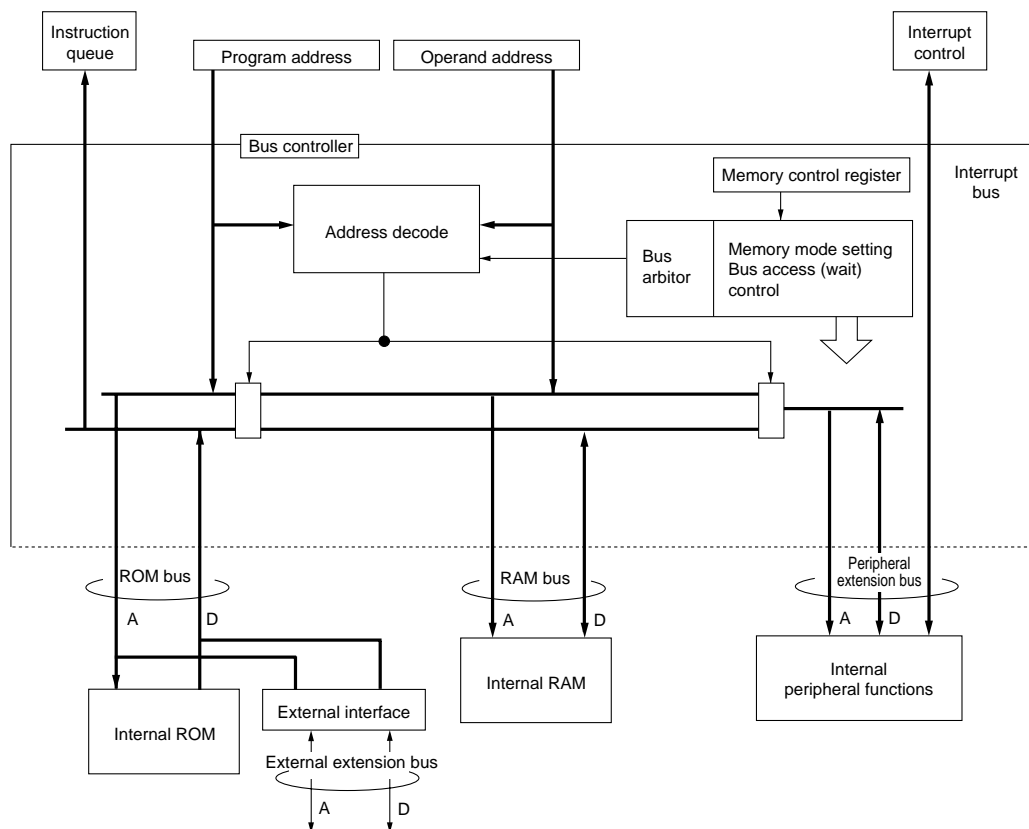 Instruction
queue
Program address
Operand address
Interrupt
control
Bus controller
Interrupt
bus
Memory control register
Address decode
Bus
arbitor
Memory mode setting
Bus access (wait)
control
ROM bus
RAM bus
Peripheral
extension bus
A
D
A
D
A
D
Internal ROM
External interface
Internal RAM
Internal
peripheral functions
External extension bus
A
D